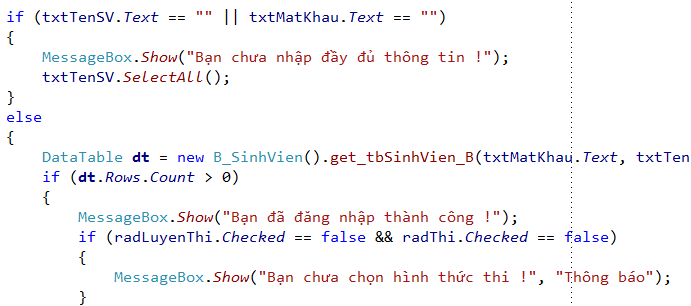 if (txtTenSV.Text == "" || txtMatKhau.Text == "")
{
MessageBox.Show("Bạn chưa nhập đầy đủ thông tin !");
txtTenSV.SelectAll();
}
else
{
DataTable dt = new B_SinhVien().get_tbSinhVien_B(txtMatKhau.Text, txtTen
if (dt.Rows.Count > 0)
{
MessageBox.Show("Bạn đã đăng nhập thành công !");
if (radLuyenThi.Checked == false && radThi.Checked == false)
{
MessageBox.Show("Bạn chưa chọn hình thức thi !", "Thông báo");
}